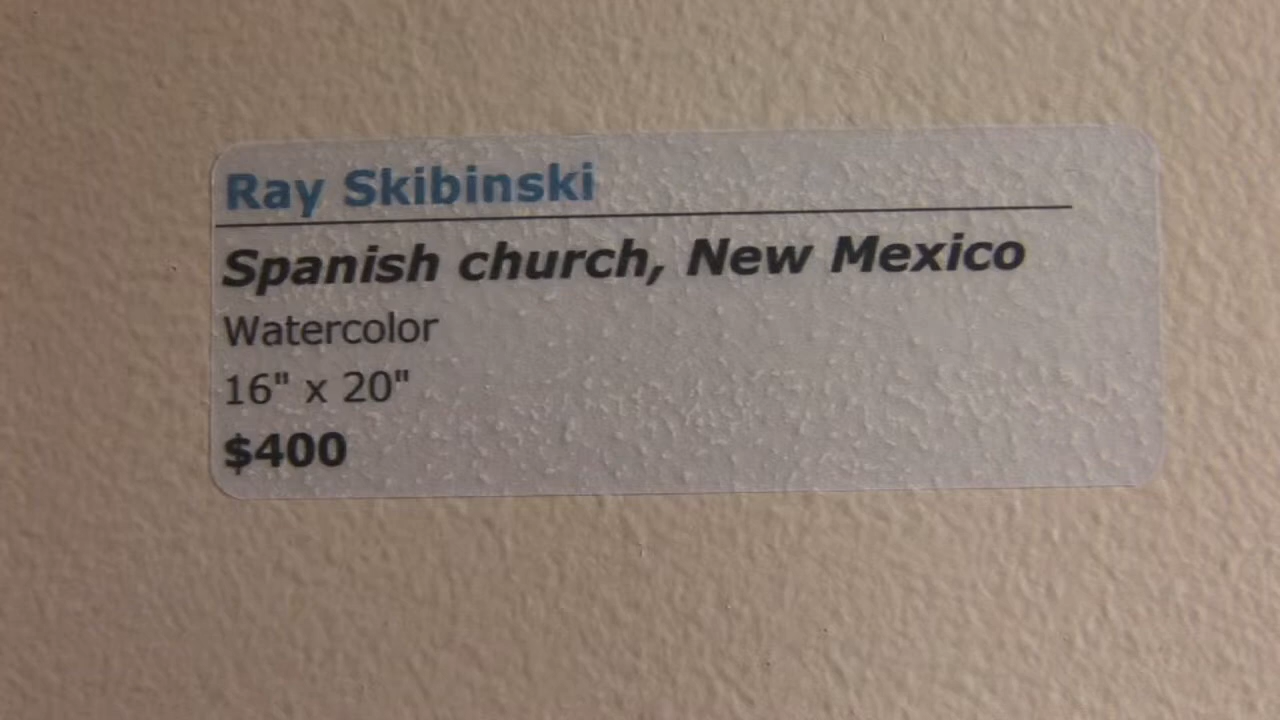 Ray Skibinski
Spanish church, New Mexico
Watercolor
16" x 20"
$400